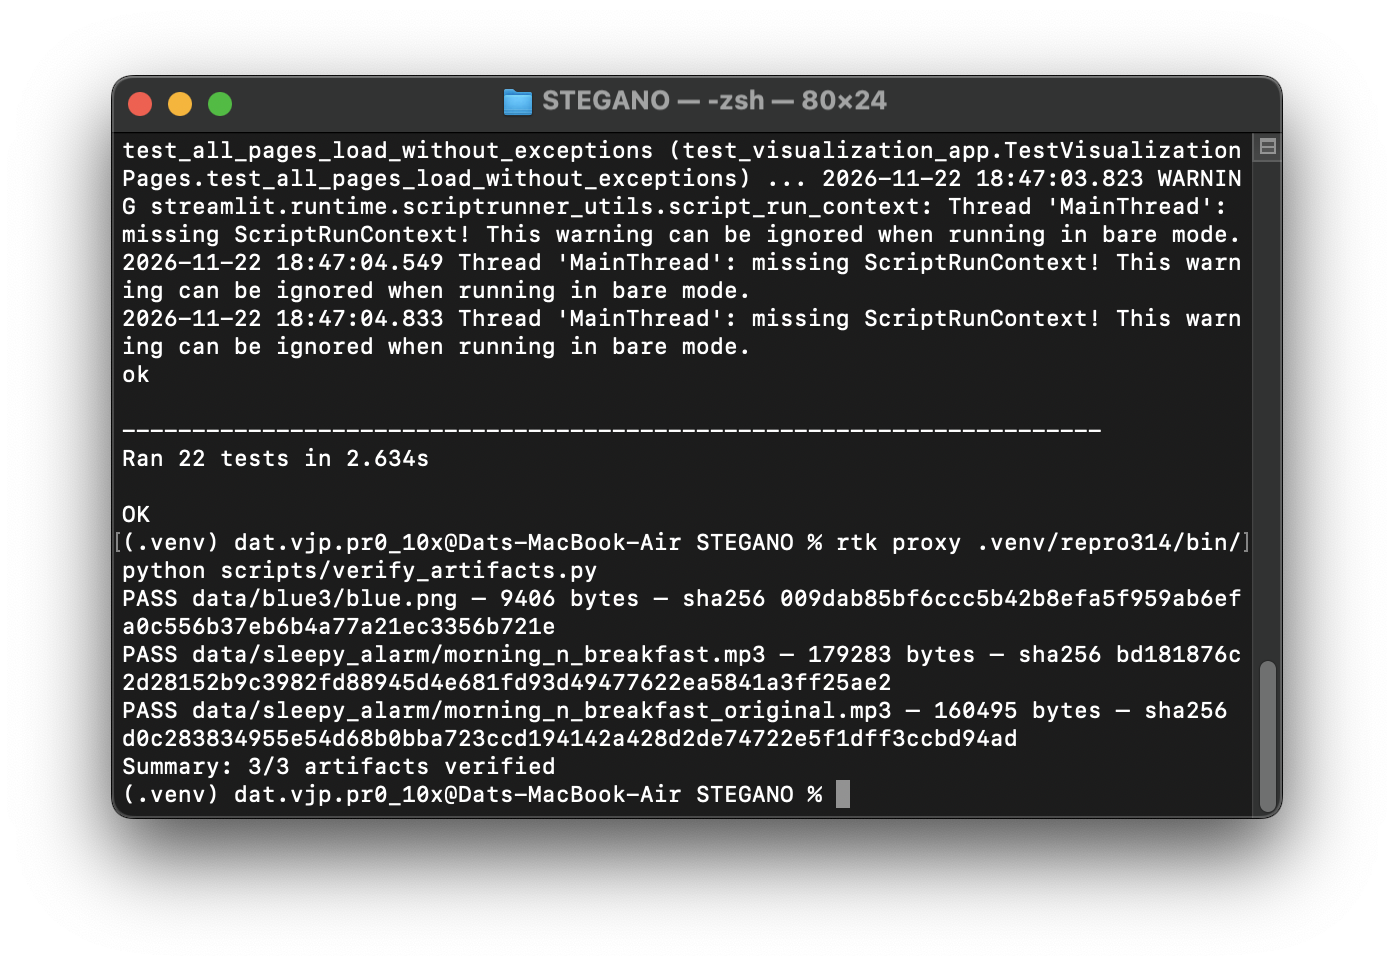 STEGANO — -zsh — 80×24
test_all_pages_load_without_exceptions (test_visualization_app.TestVisualization
Pages.test_all_pages_load_without_exceptions) ... 2026-11-22 18:47:03.823 WARNIN
G streamlit.runtime.scriptrunner_utils.script_run_context: Thread 'MainThread':
missing ScriptRunContext! This warning can be ignored when running in bare mode.
2026-11-22 18:47:04.549 Thread 'MainThread': missing ScriptRunContext! This warn
ing can be ignored when running in bare mode.
2026-11-22 18:47:04.833 Thread 'MainThread': missing ScriptRunContext! This warn
ing can be ignored when running in bare mode.
ok
----------------------------------------------------------------------
Ran 22 tests in 2.634s
OK
[(.venv) dat.vjp.pr0_10x@Dats-MacBook-Air STEGANO % rtk proxy .venv/repro314/bin/]
python scripts/verify_artifacts.py
PASS data/blue3/blue.png — 9406 bytes — sha256 009dab85bf6ccc5b42b8efa5f959ab6ef
a0c556b37eb6b4a77a21ec3356b721e
PASS data/sleepy_alarm/morning_n_breakfast.mp3 — 179283 bytes — sha256 bd181876c
2d28152b9c3982fd88945d4e681fd93d49477622ea5841a3ff25ae2
PASS data/sleepy_alarm/morning_n_breakfast_original.mp3 — 160495 bytes — sha256
d0c283834955e54d68b0bba723ccd194142a428d2de74722e5f1dff3ccbd94ad
Summary: 3/3 artifacts verified
(.venv) dat.vjp.pr0_10x@Dats-MacBook-Air STEGANO %